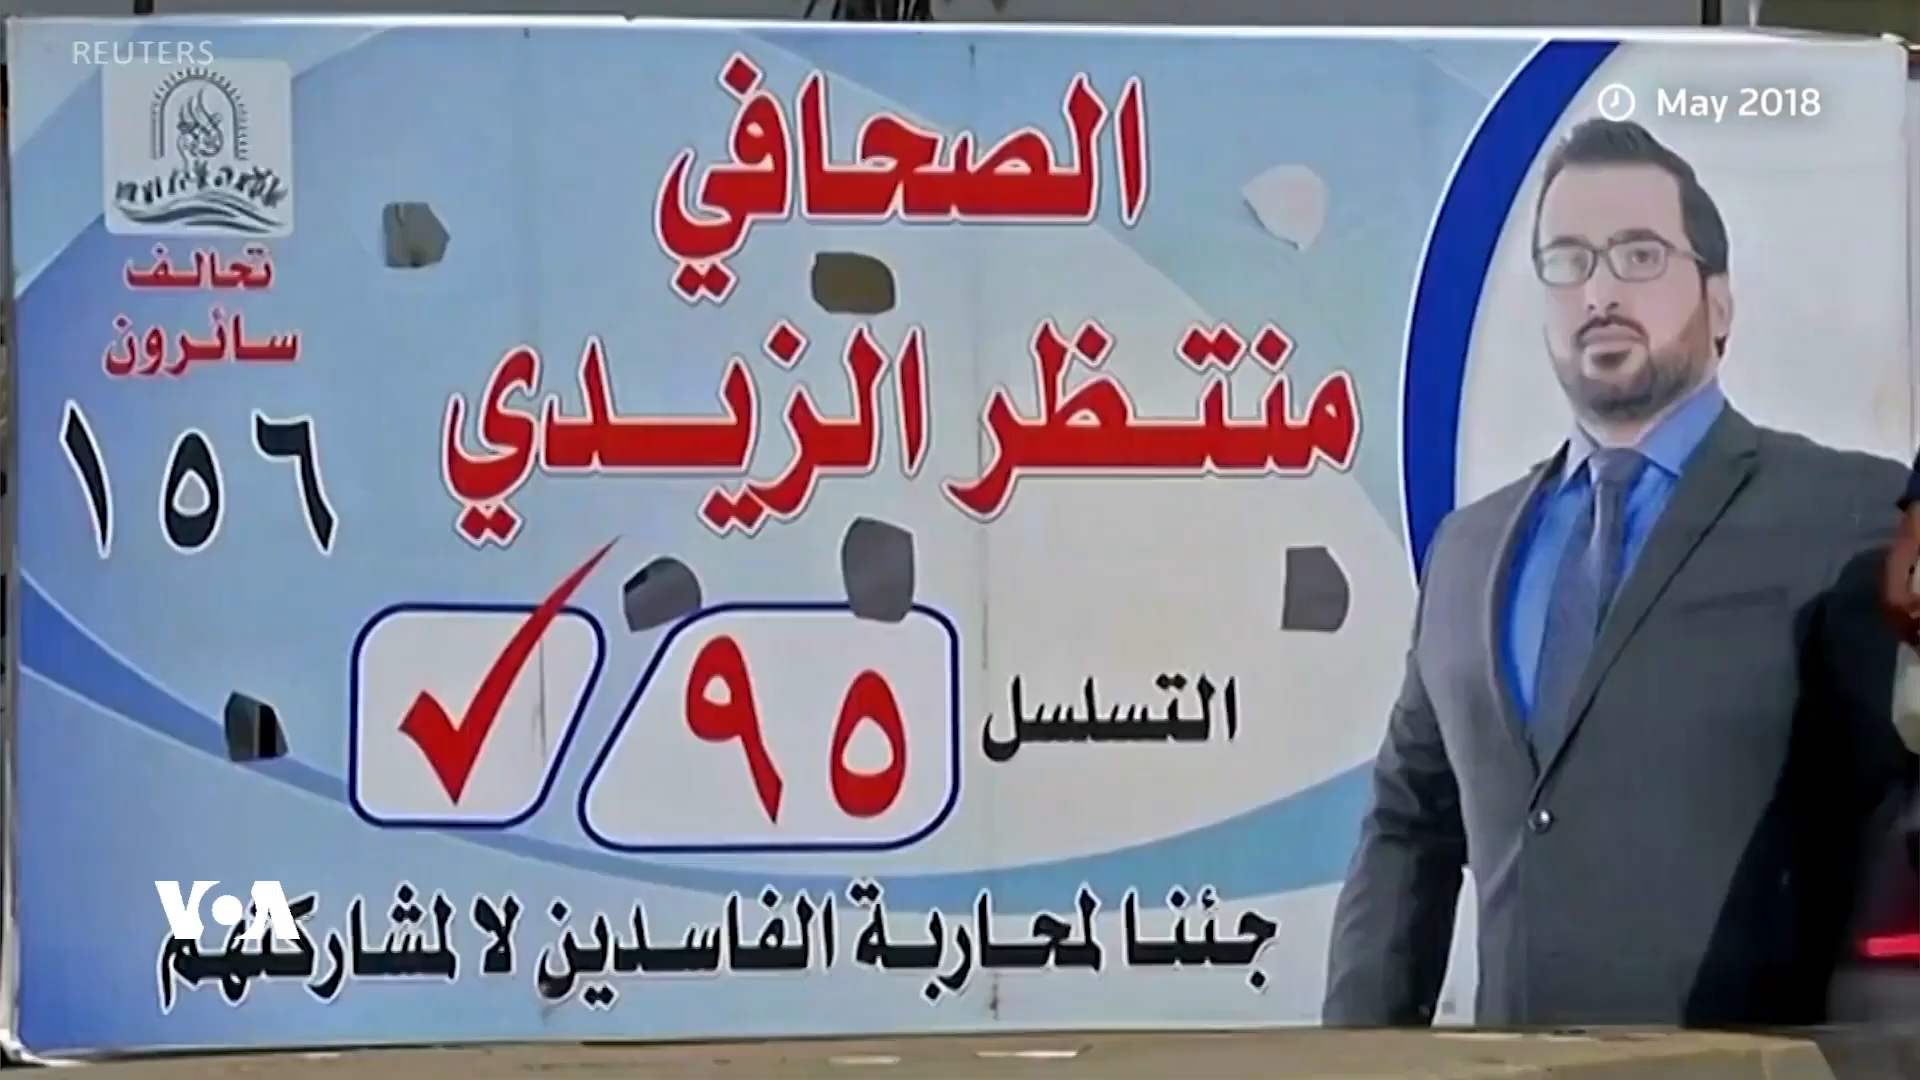 REUTERS
May 2018
الصحافي
منتظر الزيدي
تحالف
سائرون
١٥٦
التسلسل
٩٥
جئنا لمحاربة الفاسدين لا لمشاركتهم
VOA